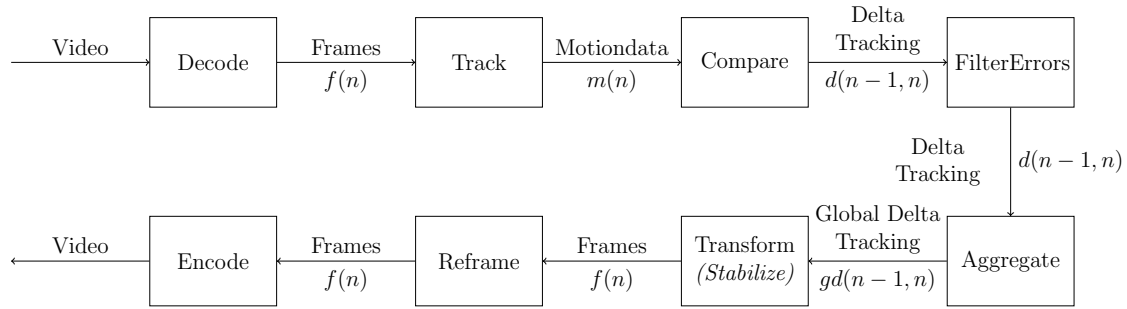 Video
Decode
Frames
f(n)
Track
Motiondata
m(n)
Compare
Delta
Tracking
d(n − 1, n)
FilterErrors
Delta
Tracking
d(n − 1, n)
Aggregate
Global Delta
Tracking
gd(n − 1, n)
Transform
(Stabilize)
Frames
f(n)
Reframe
Frames
f(n)
Encode
Video